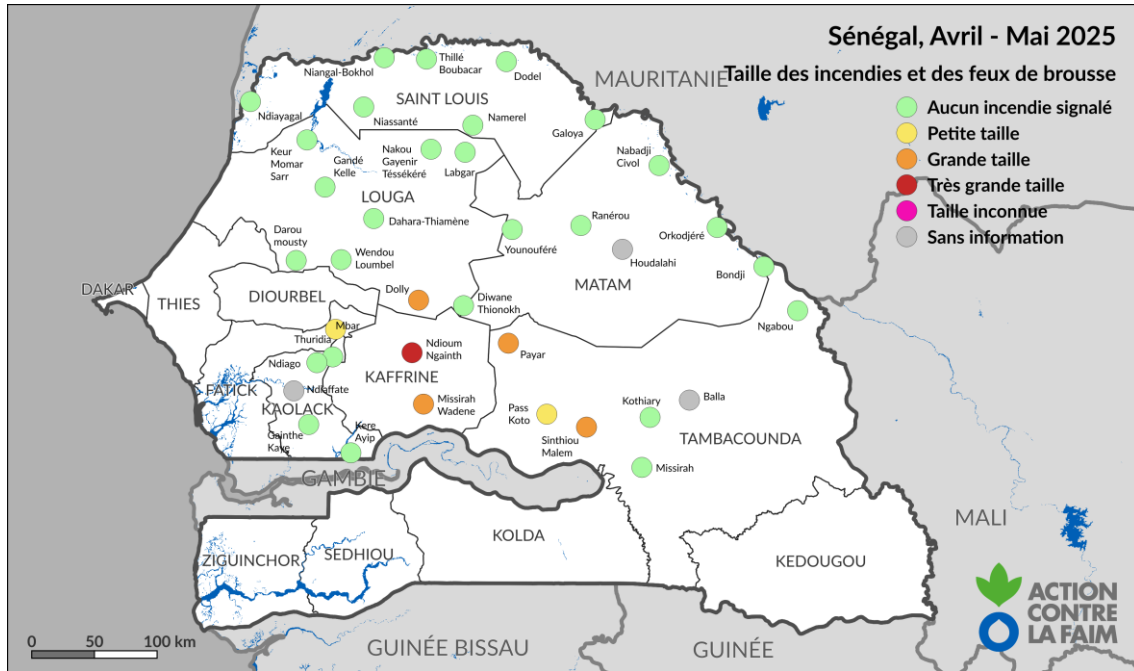 Sénégal, Avril - Mai 2025
Taille des incendies et des feux de brousse
Aucun incendie signalé
Petite taille
Grande taille
Très grande taille
Taille inconnue
Sans information
MAURITANIE
Niangal-Bokhol
Thillé
Boubacar
Dodel
SAINT LOUIS
Ndiayagal
Niassanté
Namerel
Galoya
Keur
Momar
Sarr
Gandé
Kelle
Nakou
Gayenir
Téssékéré
Labgar
Nabadji
Civol
LOUGA
Dahara-Thiamène
Ranérou
Younouféré
Orkodjéré
Houdalahi
Darou
mousty
Wendou
Loumbel
Bondji
MATAM
DAKAR
THIES
DIOURBEL
Dolly
Diwane
Thionokh
Ngabou
Mbar
Thuridia
Ndiago
Ndioum
Ngainth
Payar
KAFFRINE
FATICK
Ndiaffate
KAOLACK
Missirah
Wadene
Pass
Koto
Kothiary
Balla
Gainthe
Kaye
Kere
Ayip
Sinthiou
Malem
TAMBACOUNDA
Missirah
GAMBIE
MALI
KOLDA
ZIGUINCHOR
SEDHIOU
KEDOUGOU
GUINÉE BISSAU
GUINÉE
0 50 100 km
ACTION
CONTRE
LA FAIM